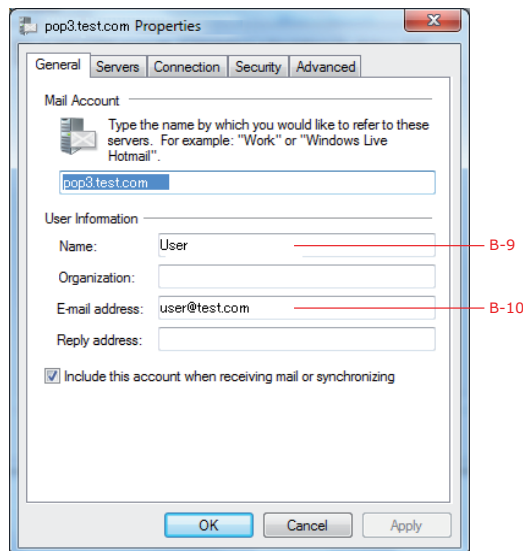 pop3.test.com Properties
General Servers Connection Security Advanced
Mail Account
Type the name by which you would like to refer to these
servers. For example: "Work" or "Windows Live
Hotmail".
pop3.test.com
User Information
Name: User B-9
Organization:
E-mail address: user@test.com B-10
Reply address:
Include this account when receiving mail or synchronizing
OK Cancel Apply